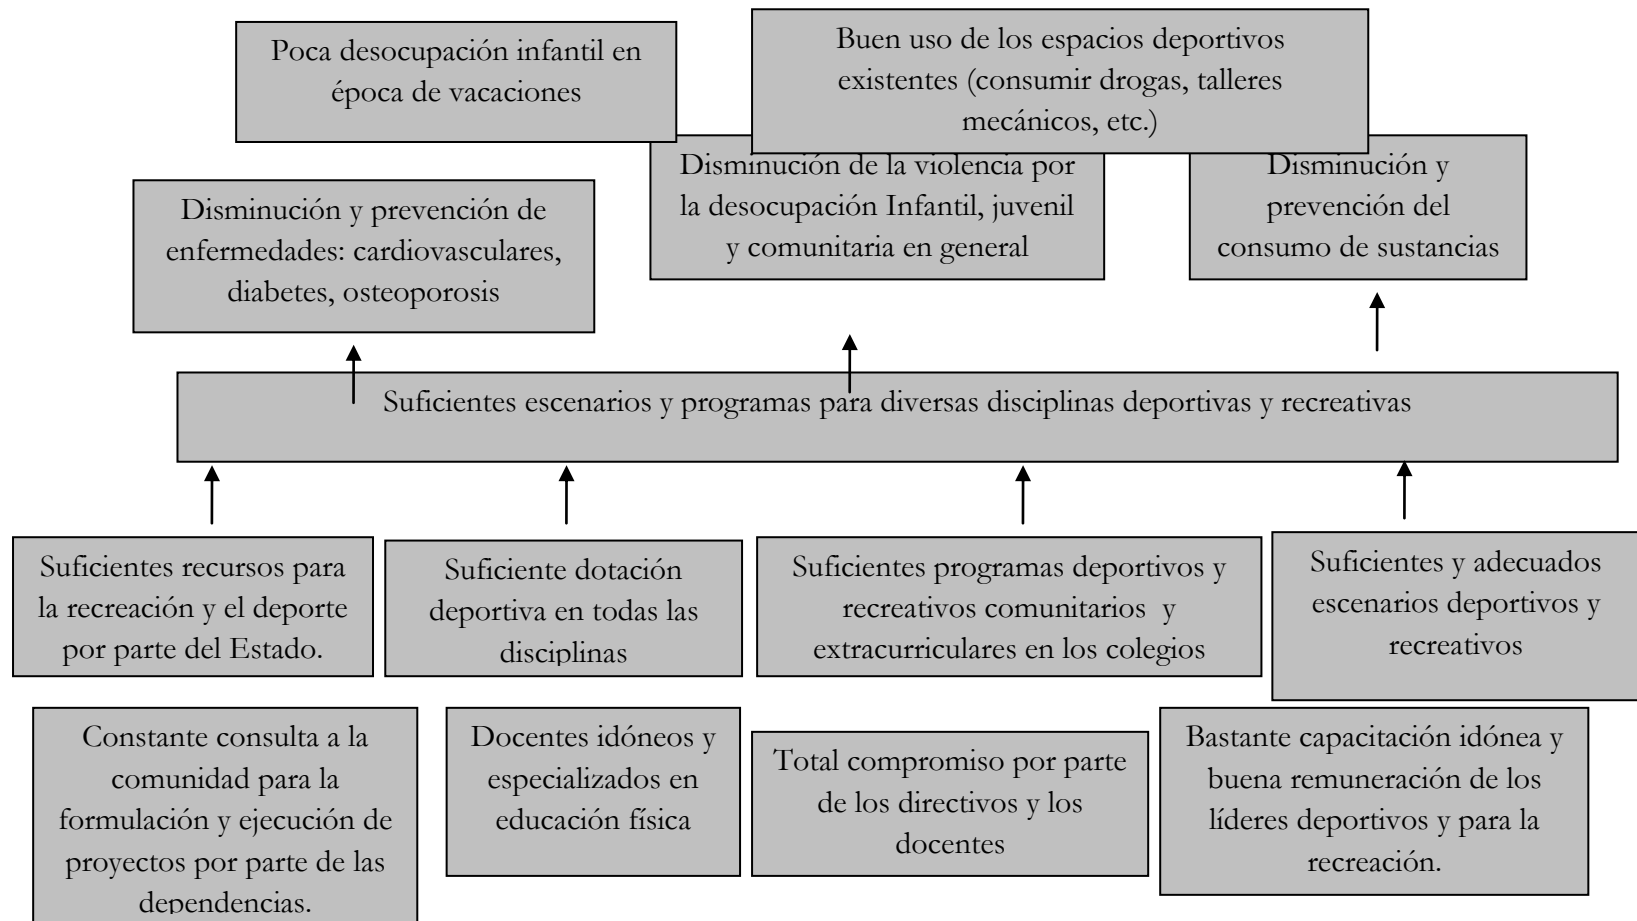 Poca desocupación infantil en
época de vacaciones
Buen uso de los espacios deportivos
existentes (consumir drogas, talleres
mecánicos, etc.)
Disminución y prevención de
enfermedades: cardiovasculares,
diabetes, osteoporosis
Disminución de la violencia por
la desocupación Infantil, juvenil
y comunitaria en general
Disminución y
prevención del
consumo de sustancias
Suficientes escenarios y programas para diversas disciplinas deportivas y recreativas
Suficientes recursos para
la recreación y el deporte
por parte del Estado.
Suficiente dotación
deportiva en todas las
disciplinas
Suficientes programas deportivos y
recreativos comunitarios y
extracurriculares en los colegios
Suficientes y adecuados
escenarios deportivos y
recreativos
Constante consulta a la
comunidad para la
formulación y ejecución de
proyectos por parte de las
dependencias.
Docentes idóneos y
especializados en
educación física
Total compromiso por parte
de los directivos y los
docentes
Bastante capacitación idónea y
buena remuneración de los
líderes deportivos y para la
recreación.